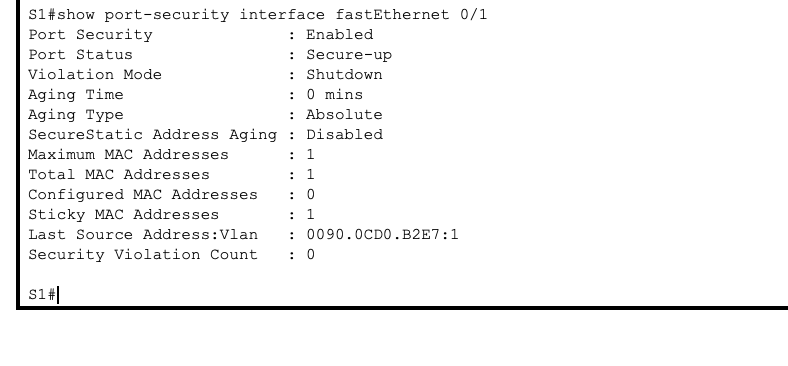 S1#show port-security interface fastEthernet 0/1
Port Security              : Enabled
Port Status                : Secure-up
Violation Mode             : Shutdown
Aging Time                 : 0 mins
Aging Type                 : Absolute
SecureStatic Address Aging : Disabled
Maximum MAC Addresses      : 1
Total MAC Addresses        : 1
Configured MAC Addresses   : 0
Sticky MAC Addresses       : 1
Last Source Address:Vlan   : 0090.0CD0.B2E7:1
Security Violation Count   : 0
S1#